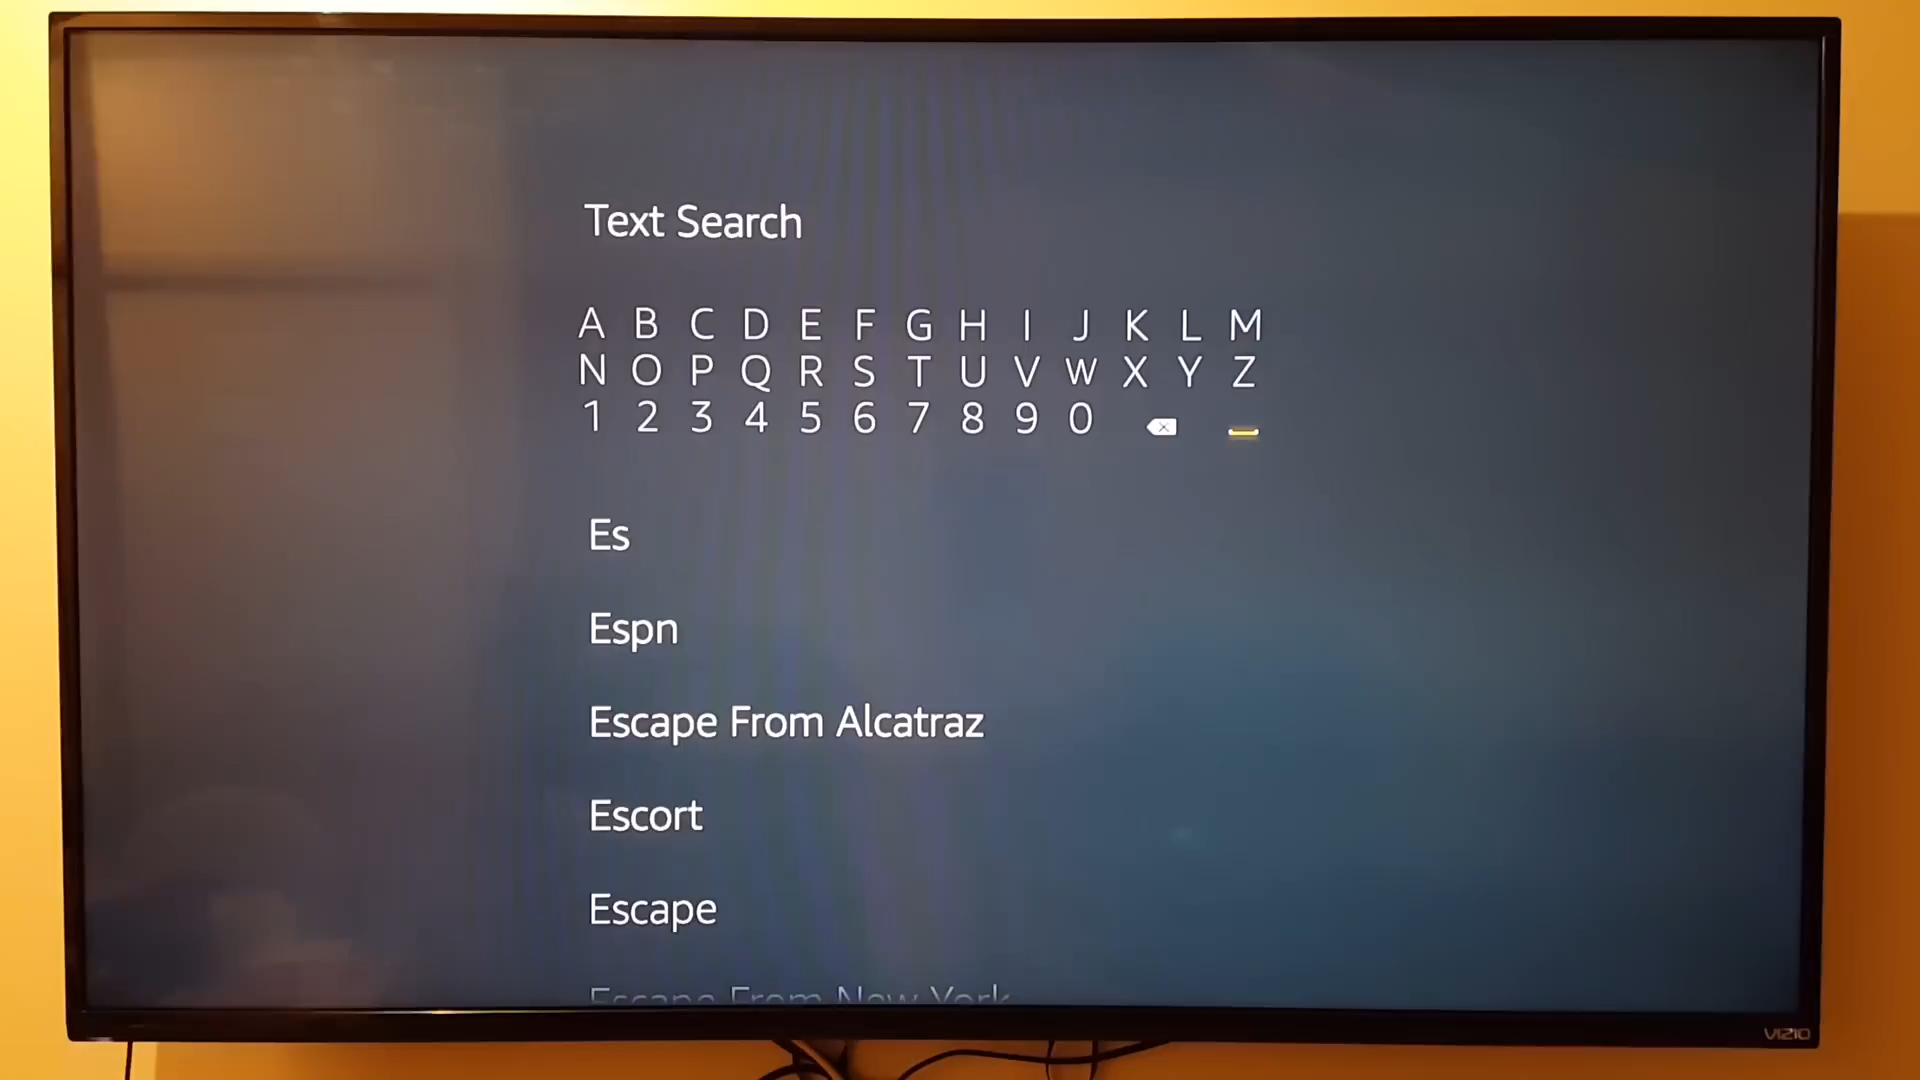 Text Search
A B C D E F G H I J K L M
N O P Q R S T U V W X Y Z
1 2 3 4 5 6 7 8 9 0
Es
Espn
Escape From Alcatraz
Escort
Escape
Escape From New York
VIZIO